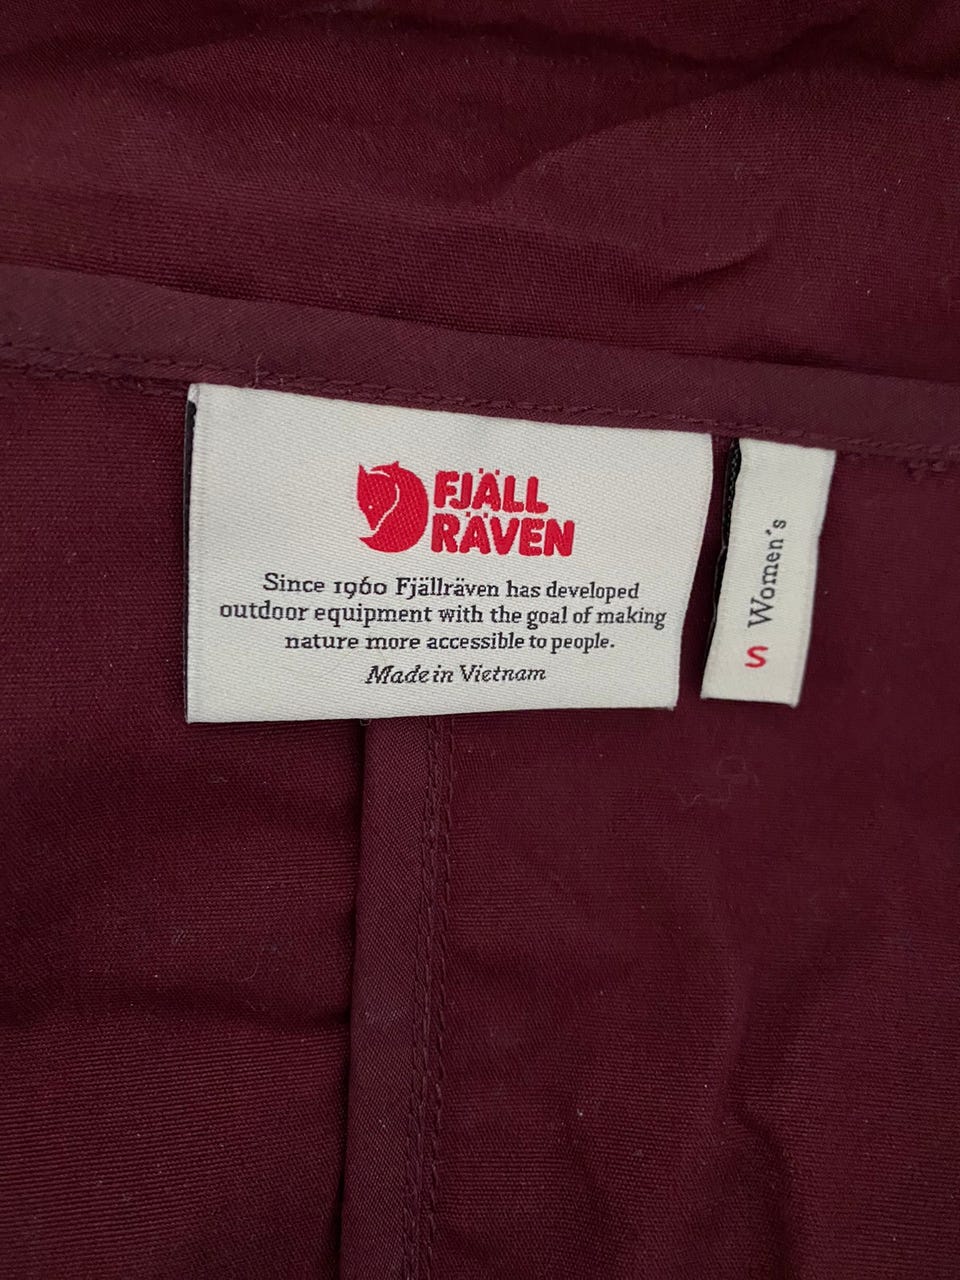 FJÄLL
RÄVEN
Since 1960 Fjällräven has developed
outdoor equipment with the goal of making
nature more accessible to people.
Made in Vietnam
S Women's